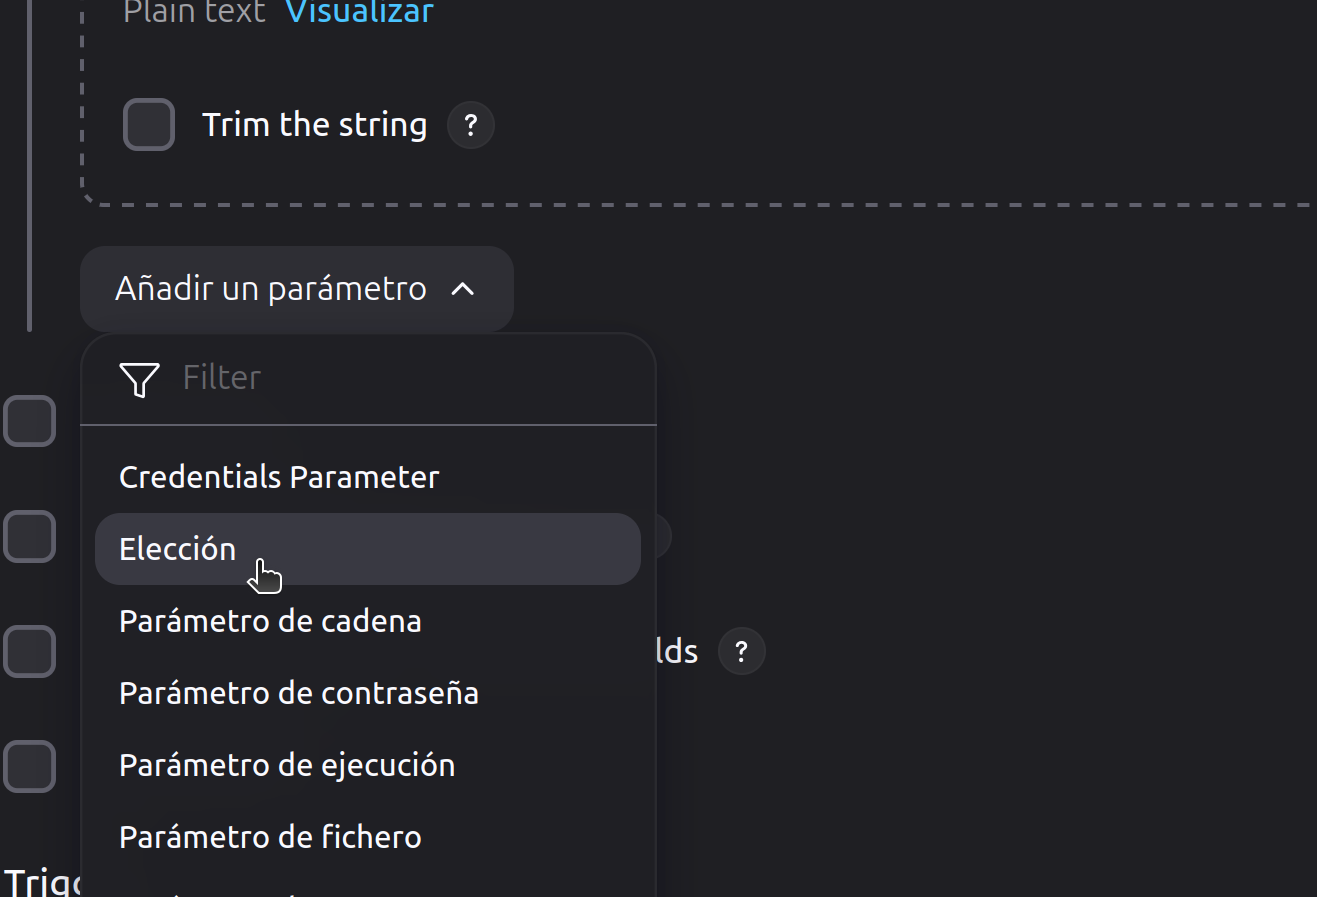 Plain text Visualizar
Trim the string ?
Añadir un parámetro
Filter
Credentials Parameter
Elección
Parámetro de cadena
lds ?
Parámetro de contraseña
Parámetro de ejecución
Parámetro de fichero
Trig